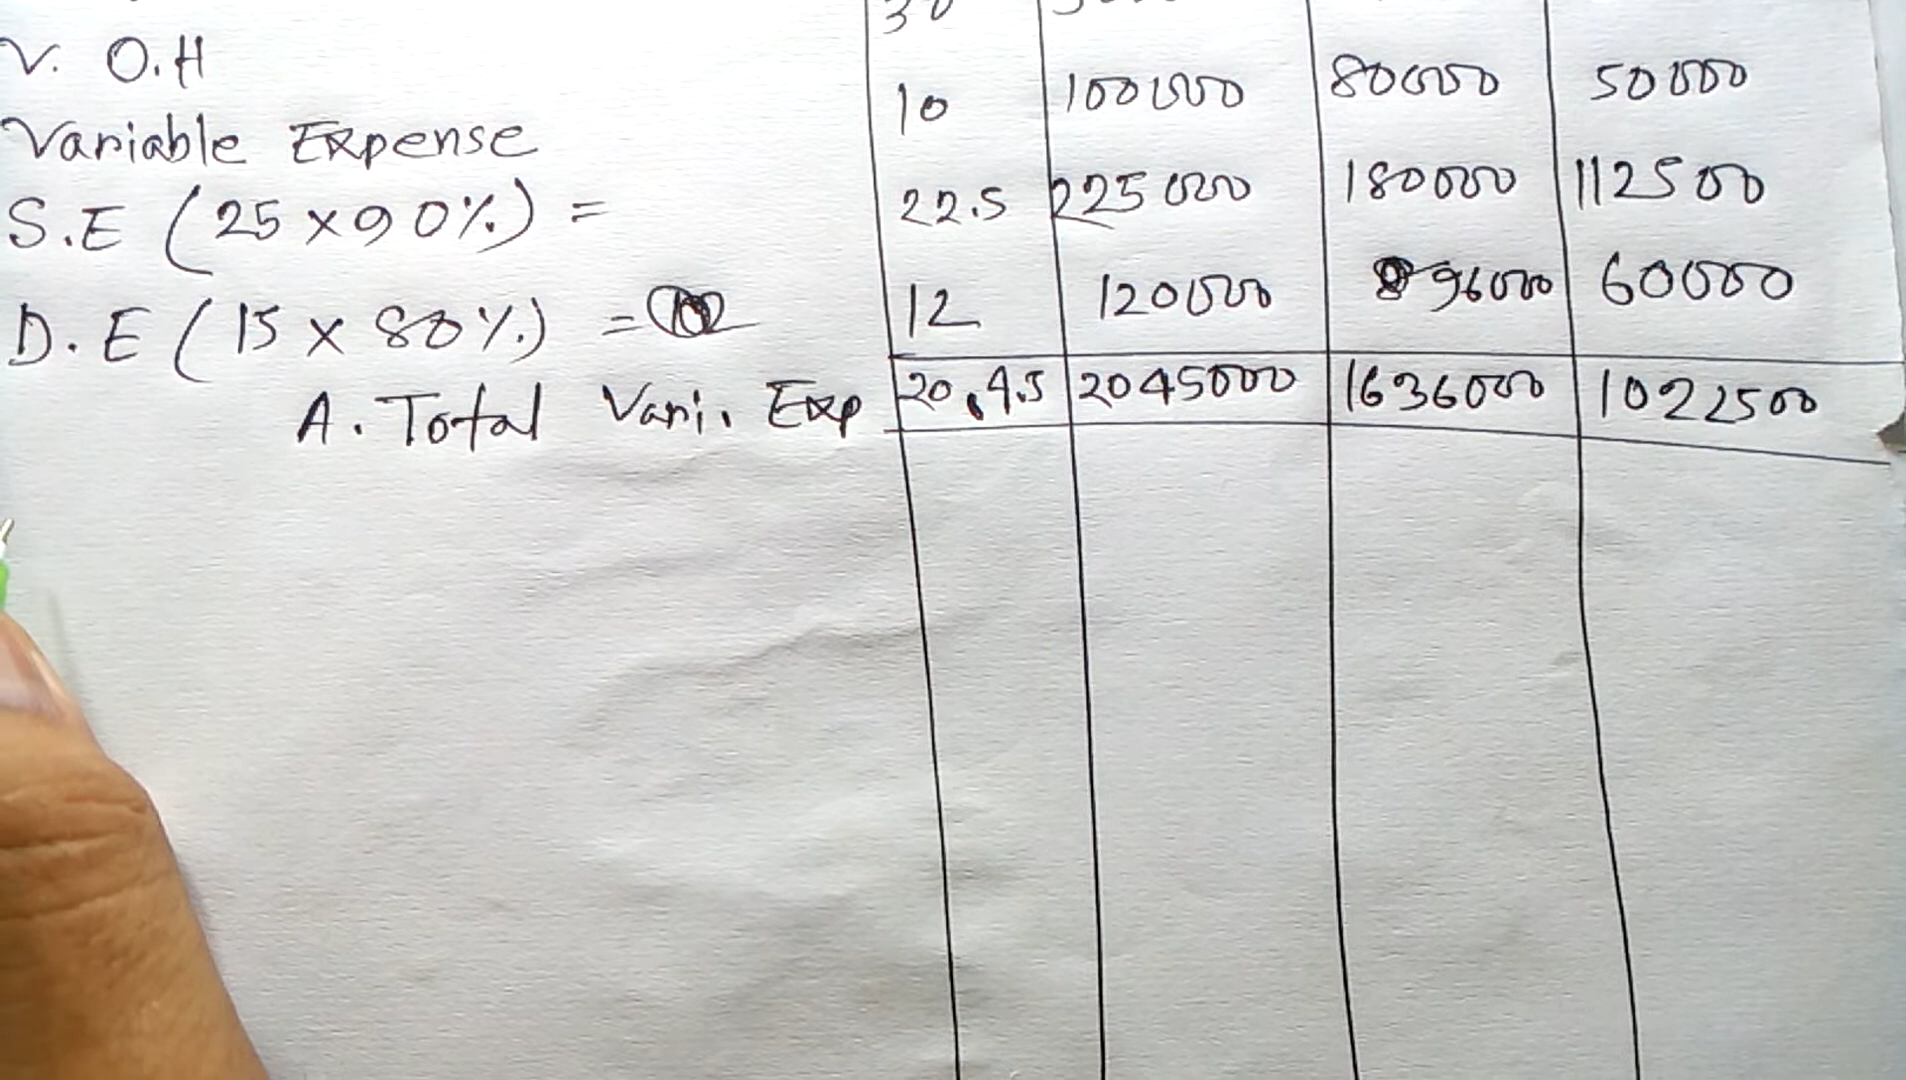 V. O.H 10 100000 80000 50000
Variable Expense
S.E (25 x 90%) = 22.5 225000 180000 112500
D.E (15 x 80%) = 12 120000 96000 60000
A. Total Vari. Exp 20.4.5 2045000 1636000 1022500